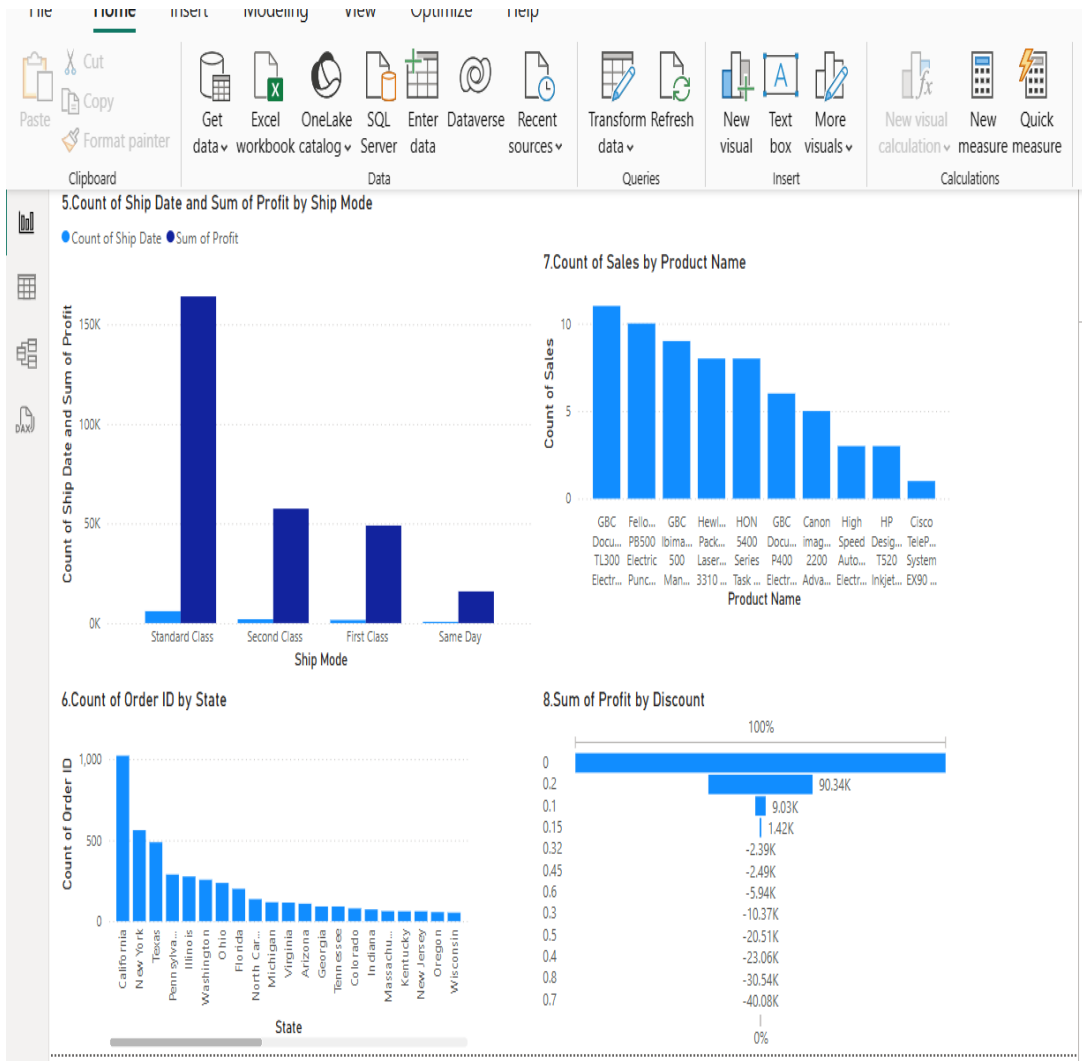 File Home Insert Modeling View Optimize Help
Paste
Cut
Copy
Format painter
Clipboard
Get data
Excel workbook
OneLake catalog
SQL Server
Enter data
Dataverse
Recent sources
Data
Transform data
Refresh
Queries
New visual
Text box
More visuals
Insert
New visual calculation
New measure
Quick measure
Calculations
DAX
5.Count of Ship Date and Sum of Profit by Ship Mode
Count of Ship Date Sum of Profit
Count of Ship Date and Sum of Profit
150K
100K
50K
0K
Standard Class Second Class First Class Same Day
Ship Mode
7.Count of Sales by Product Name
Count of Sales
10
5
0
GBC Docu... TL300 Electr...
Fello... PB500 Electric Punc...
GBC Ibima... 500 Man...
Hewl... Pack... Laser... 3310 ...
HON 5400 Series Task ...
GBC Docu... P400 Electr...
Canon imag... 2200 Adva...
High Speed Auto... Electr...
HP Desig... T520 Inkjet...
Cisco TeleP... System EX90 ...
Product Name
6.Count of Order ID by State
Count of Order ID
1,000
500
0
California
New York
Texas
Pennsylva...
Illinois
Washington
Ohio
Florida
North Car...
Michigan
Virginia
Arizona
Georgia
Tennessee
Colorado
Indiana
Massachu...
Kentucky
New Jersey
Oregon
Wisconsin
State
8.Sum of Profit by Discount
100%
0
0.2 90.34K
0.1 9.03K
0.15 1.42K
0.32 -2.39K
0.45 -2.49K
0.6 -5.94K
0.3 -10.37K
0.5 -20.51K
0.4 -23.06K
0.8 -30.54K
0.7 -40.08K
0%